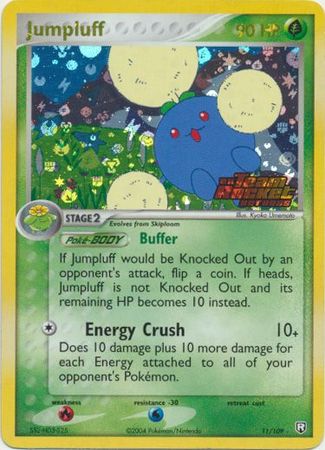 Jumpluff 90 HP
Team Rocket Returns
Illus. Kyoko Umemoto
STAGE 2
Evolves from Skiploom
Poké-BODY Buffer
If Jumpluff would be Knocked Out by an
opponent's attack, flip a coin. If heads,
Jumpluff is not Knocked Out and its
remaining HP becomes 10 instead.
Energy Crush 10+
Does 10 damage plus 10 more damage for
each Energy attached to all of your
opponent's Pokémon.
weakness resistance -30 retreat cost
©2004 Pokémon/Nintendo 11/109
R